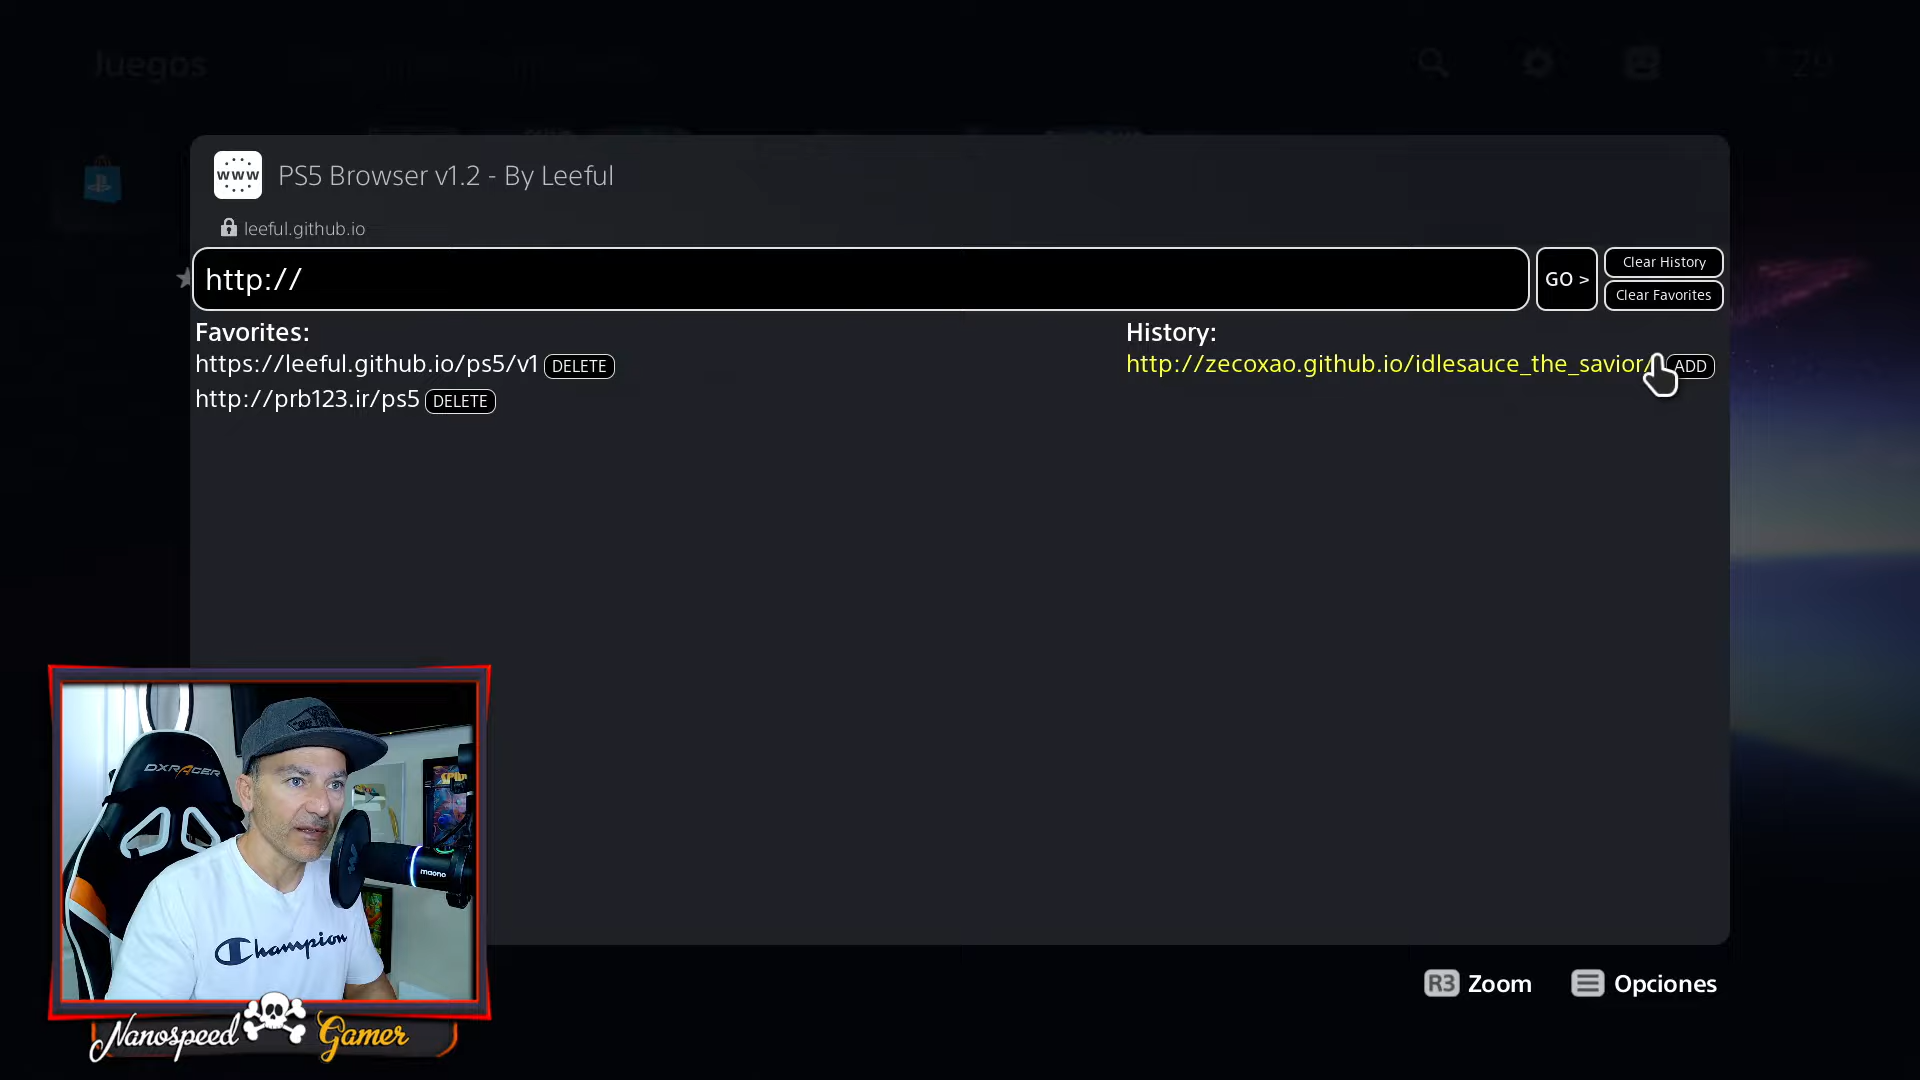 Juegos
www PS5 Browser v1.2 - By Leeful
leeful.github.io
http://
GO >
Clear History
Clear Favorites
Favorites:
https://leeful.github.io/ps5/v1 DELETE
http://prb123.ir/ps5 DELETE
History:
http://zecoxao.github.io/idlesauce_the_savior/ ADD
DXRACER
maono
Champion
Nanospeed Gamer
R3 Zoom
Opciones